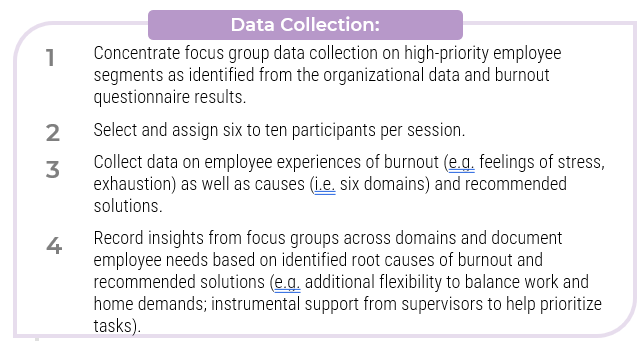 Data Collection:
1 Concentrate focus group data collection on high-priority employee
segments as identified from the organizational data and burnout
questionnaire results.
2 Select and assign six to ten participants per session.
3 Collect data on employee experiences of burnout (e.g. feelings of stress,
exhaustion) as well as causes (i.e. six domains) and recommended
solutions.
4 Record insights from focus groups across domains and document
employee needs based on identified root causes of burnout and
recommended solutions (e.g. additional flexibility to balance work and
home demands; instrumental support from supervisors to help prioritize
tasks).